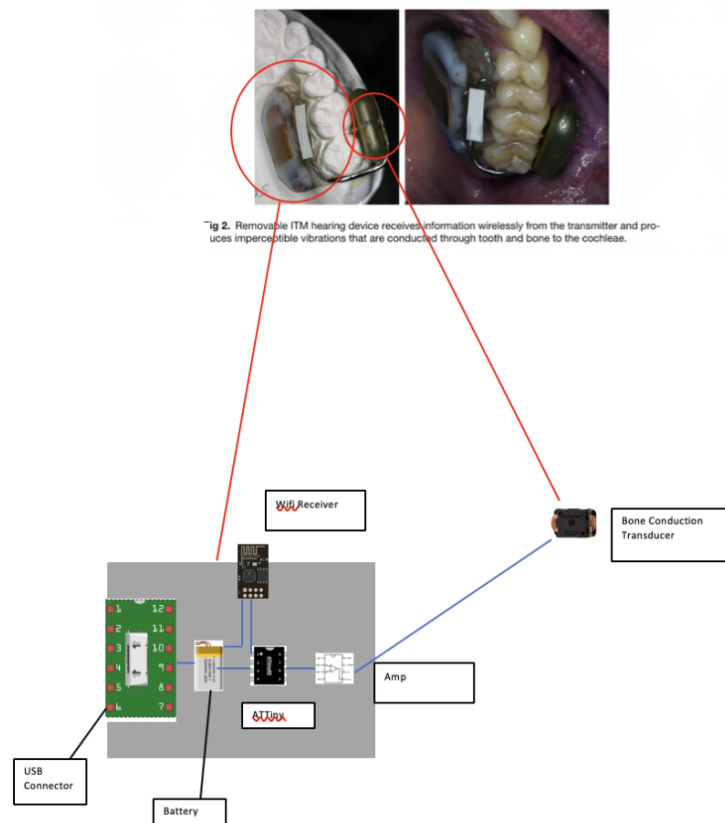 Fig 2. Removable ITM hearing device receives information wirelessly from the transmitter and pro-
uces imperceptible vibrations that are conducted through tooth and bone to the cochleae.
Wifi Receiver
Bone Conduction
Transducer
1 12
2 11
3 10
4 9
5 8
6 7
Amp
ATTiny
USB
Connector
Battery